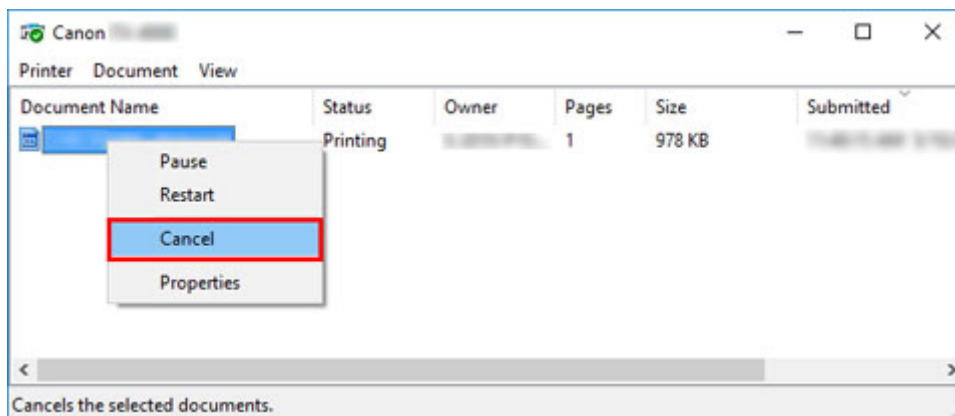 Canon
Printer Document View
Document Name Status Owner Pages Size Submitted
Printing 1 978 KB
Pause
Restart
Cancel
Properties
Cancels the selected documents.